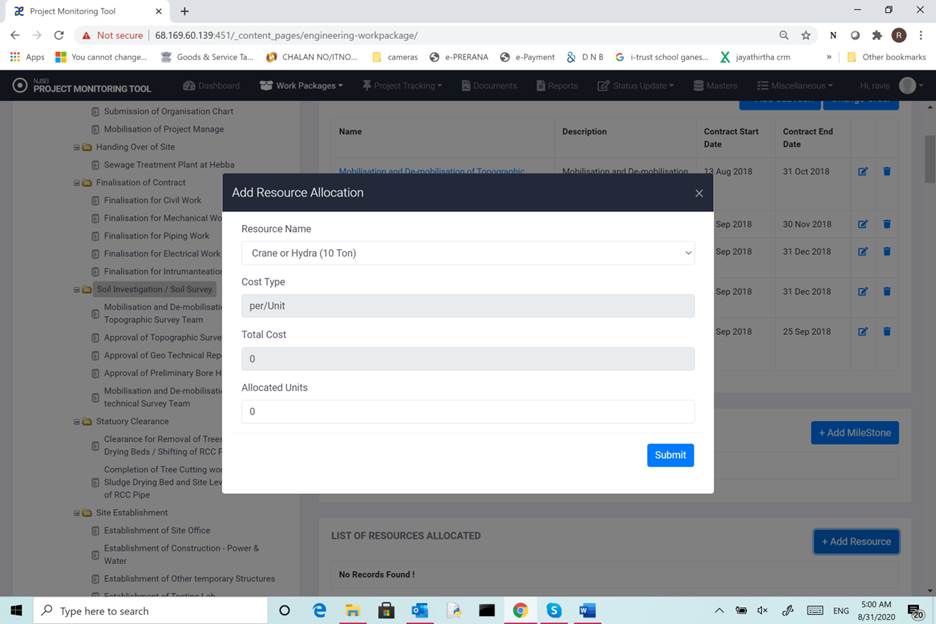 Project Monitoring Tool
Not secure 68.169.60.139:451/_content_pages/engineering-workpackage/
N R
Apps You cannot change... Goods & Service Ta... CHALAN NO/ITNO... cameras e-PRERANA e-Payment D N B i-trust school ganes... jayathirtha crm » Other bookmarks
NJSEI
PROJECT MONITORING TOOL
Dashboard Work Packages Project Tracking Documents Reports Status Update Masters Miscellaneous Hi, ravie
Submission of Organisation Chart
Mobilisation of Project Manage
Handing Over of Site
Sewage Treatment Plant at Hebba
Finalisation of Contract
Finalisation for Civil Work
Finalisation for Mechanical Wo
Finalisation for Piping Work
Finalisation for Electrical Work
Finalisation for Intrumanteation
Soil Investigation / Soil Survey
Mobilisation and De-mobilisati
Topographic Survey Team
Approval of Topographic Surve
Approval of Geo Technical Rep
Approval of Preliminary Bore H
Mobilisation and De-mobilisati
technical Survey Team
Statuory Clearance
Clearance for Removal of Trees
Drying Beds / Shifting of RCC P
Completion of Tree Cutting wor
Sludge Drying Bed and Site Lev
of RCC Pipe
Site Establishment
Establishment of Site Office
Establishment of Construction - Power &
Water
Establishment of Other temporary Structures
Establishment of Testing Lab
Name Description Contract Start Date Contract End Date
Mobilisation and De-mobilisation of Topographic Mobilisation and De-mobilisation 13 Aug 2018 31 Oct 2018
Sep 2018 30 Nov 2018
Sep 2018 31 Dec 2018
Sep 2018 31 Dec 2018
Sep 2018 25 Sep 2018
Add Resource Allocation ×
Resource Name
Crane or Hydra (10 Ton)
Cost Type
per/Unit
Total Cost
0
Allocated Units
0
Submit
+ Add MileStone
LIST OF RESOURCES ALLOCATED
+ Add Resource
No Records Found !
Type here to search
ENG
5:00 AM
8/31/2020
20